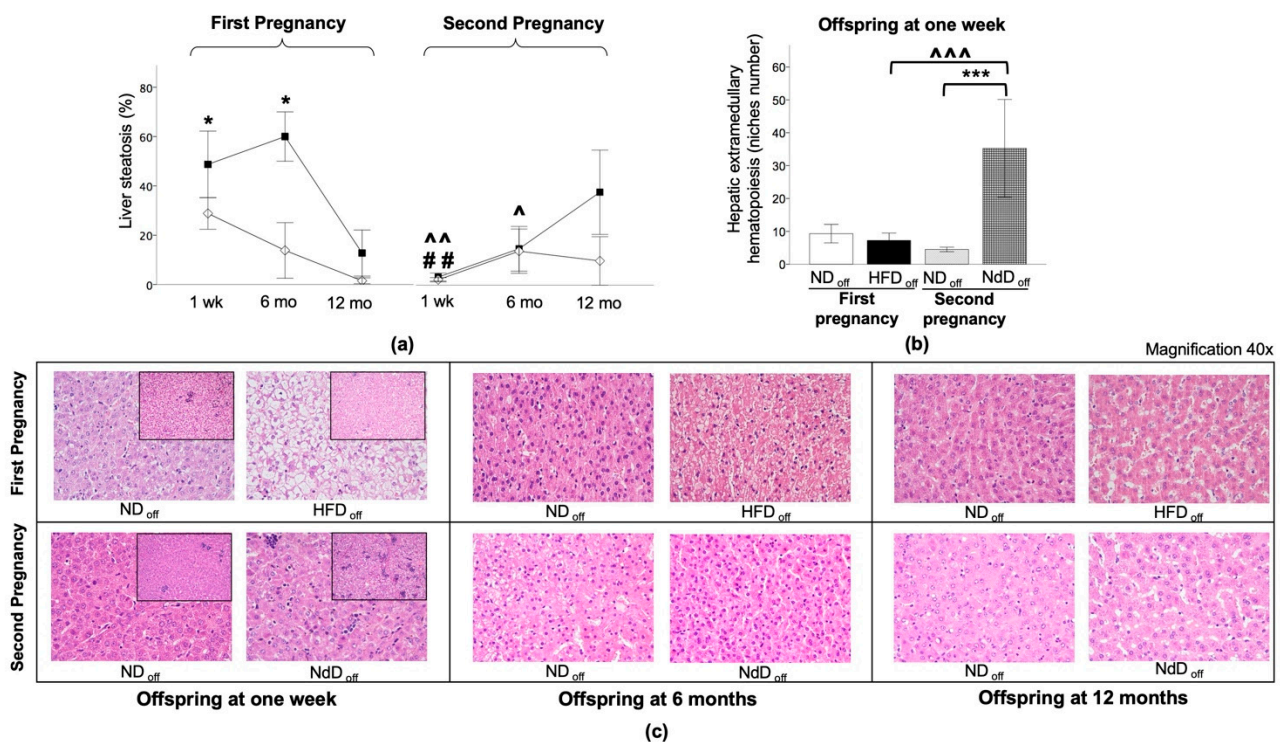 First Pregnancy
Second Pregnancy
Liver steatosis (%)
80
60
40
20
0
*
*
^^
##
^
1 wk
6 mo
12 mo
1 wk
6 mo
12 mo
(a)
Offspring at one week
Hepatic extramedullary
hematopoiesis (niches number)
60
50
40
30
20
10
0
^^^
***
ND off
HFD off
ND off
NdD off
First
pregnancy
Second
pregnancy
(b)
Magnification 40x
First Pregnancy
ND off
HFD off
ND off
HFD off
ND off
HFD off
Second Pregnancy
ND off
NdD off
ND off
NdD off
ND off
NdD off
Offspring at one week
Offspring at 6 months
Offspring at 12 months
(c)